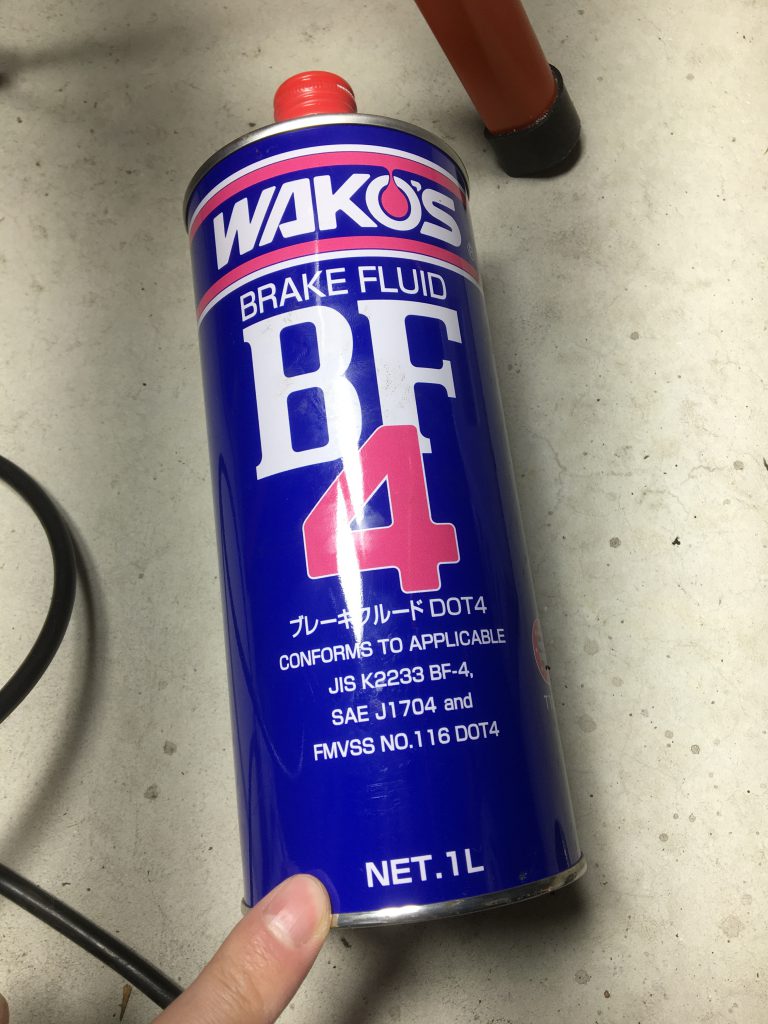 WAKO'S
BRAKE FLUID
BF
4
ブレーキフルード DOT4
CONFORMS TO APPLICABLE
JIS K2233 BF-4,
SAE J1704 and
FMVSS NO.116 DOT4
NET.1L